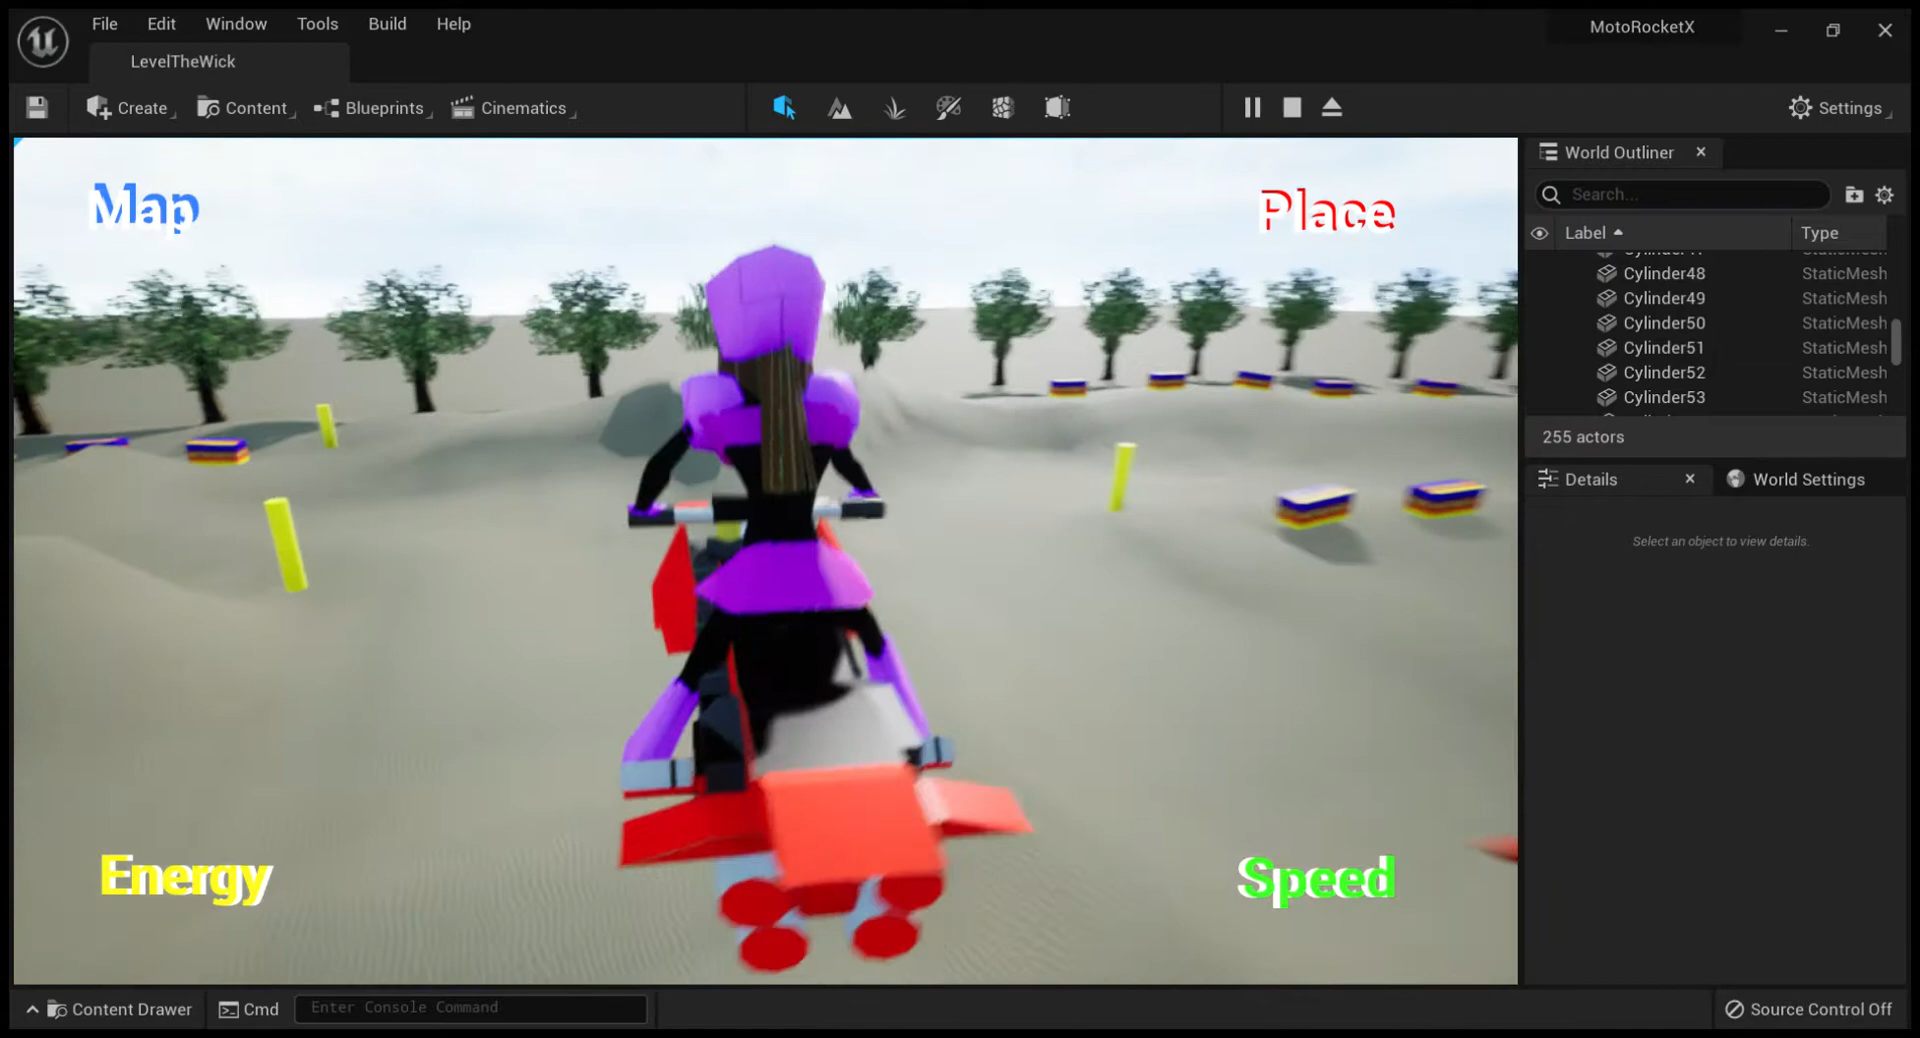 File Edit Window Tools Build Help
MotoRocketX
LevelTheWick
Create Content Blueprints Cinematics
Settings
Map
Place
Energy
Speed
World Outliner
Search...
Label Type
Cylinder48 StaticMesh
Cylinder49 StaticMesh
Cylinder50 StaticMesh
Cylinder51 StaticMesh
Cylinder52 StaticMesh
Cylinder53 StaticMesh
255 actors
Details World Settings
Select an object to view details.
Content Drawer Cmd Enter Console Command
Source Control Off